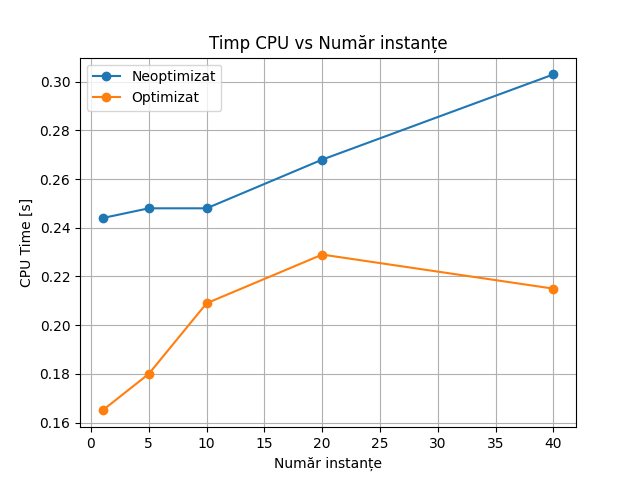 Timp CPU vs Număr instanțe
Neoptimizat
Optimizat
CPU Time [s]
0.30
0.28
0.26
0.24
0.22
0.20
0.18
0.16
0 5 10 15 20 25 30 35 40
Număr instanțe